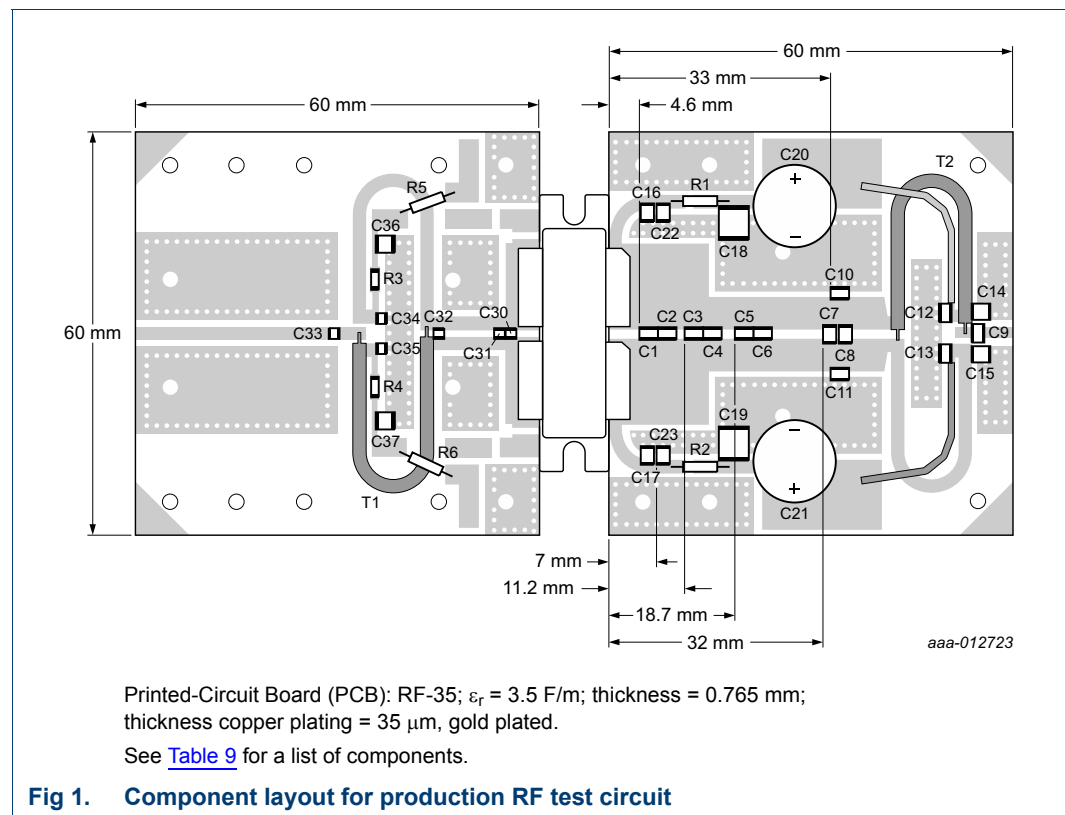 60 mm
33 mm
60 mm
4.6 mm
C20
T2
R5
C16
R1
+
C36
C22
−
C18
R3
C10
C14
60 mm
C33
C34
C32
C30
C2
C3
C5
C7
C12
C9
C35
C31
C1
C4
C6
C8
C13
C15
R4
C11
C37
C19
C23
−
R6
C17
R2
+
T1
C21
7 mm
11.2 mm
18.7 mm
32 mm
aaa-012723
Printed-Circuit Board (PCB): RF-35; εr = 3.5 F/m; thickness = 0.765 mm;
thickness copper plating = 35 μm, gold plated.
See Table 9 for a list of components.
Fig 1. Component layout for production RF test circuit